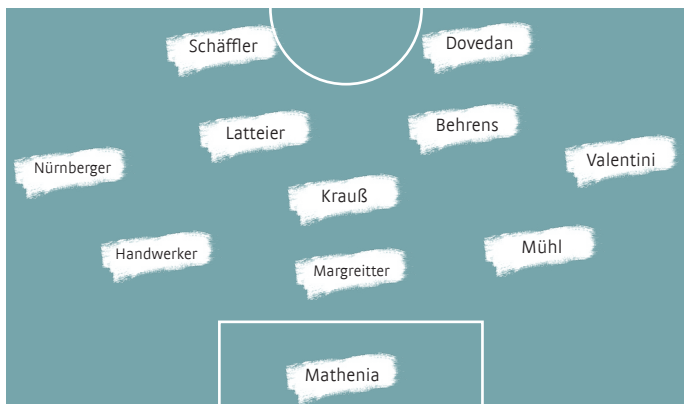 Schäffler
Dovedan
Latteier
Behrens
Nürnberger
Valentini
Krauß
Handwerker
Margreitter
Mühl
Mathenia